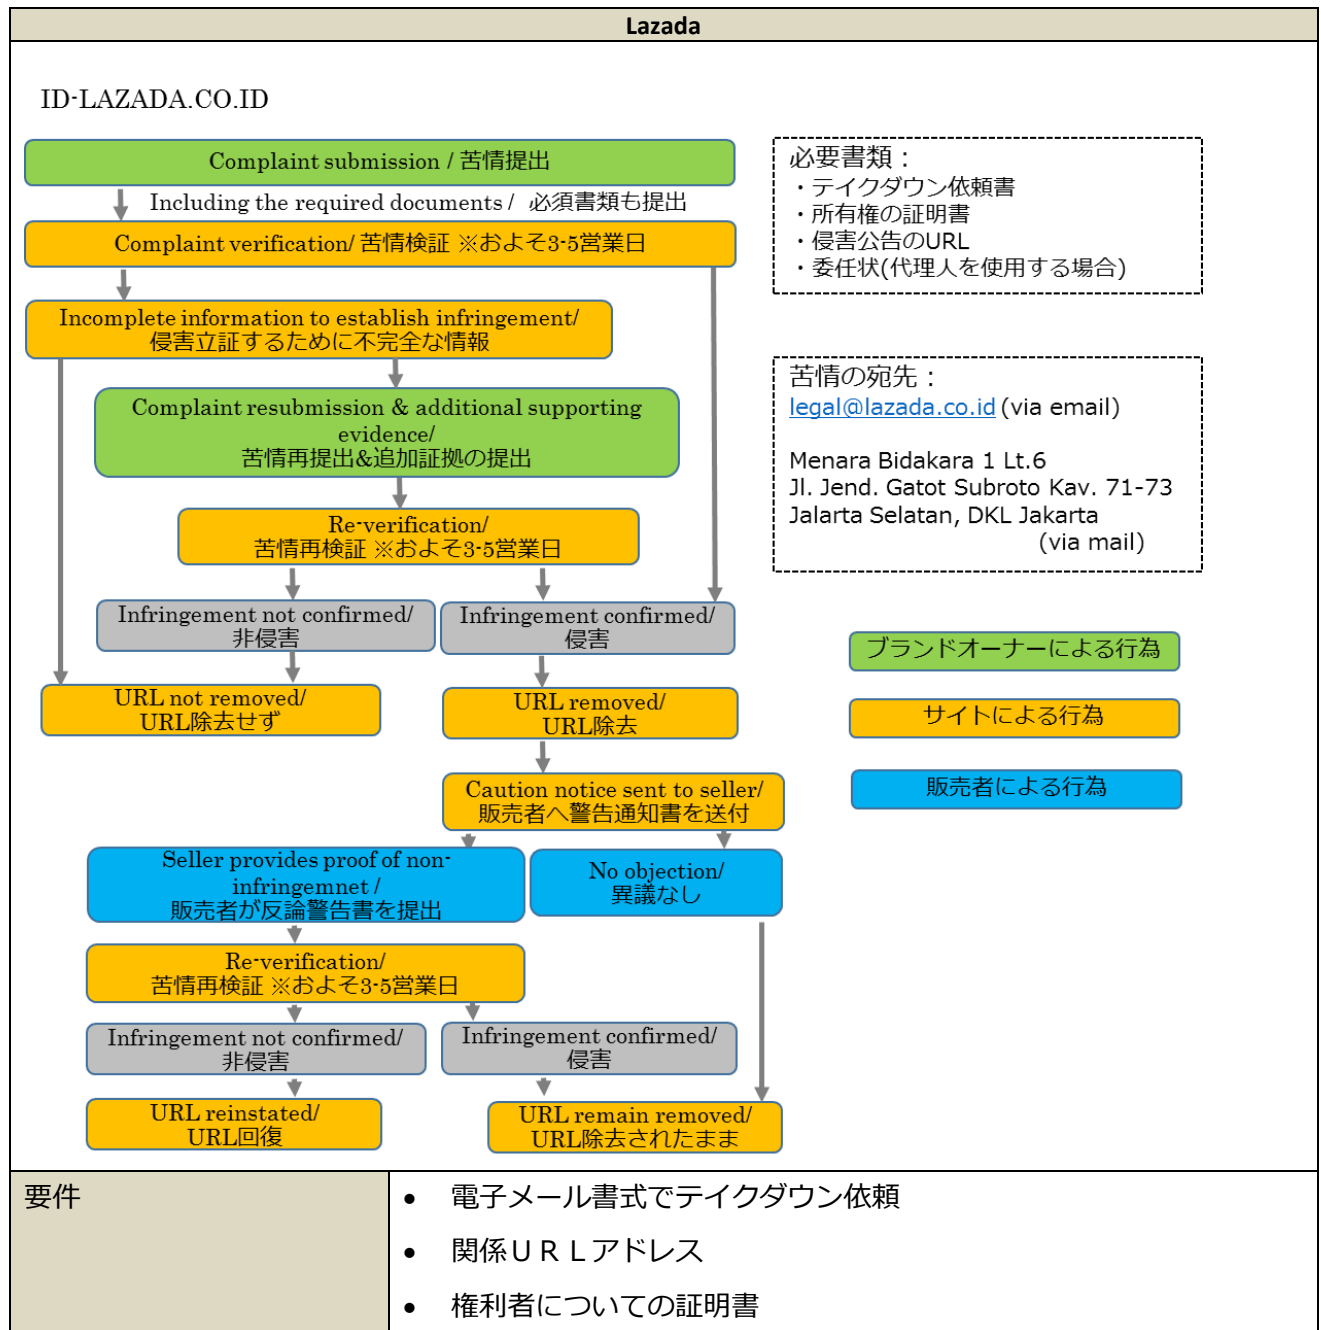 Lazada
ID-LAZADA.CO.ID
Complaint submission / 苦情提出
Including the required documents / 必須書類も提出
Complaint verification/ 苦情検証 ※およそ3-5営業日
Incomplete information to establish infringement/
侵害立証するために不完全な情報
Complaint resubmission & additional supporting
evidence/
苦情再提出&追加証拠の提出
Re-verification/
苦情再検証 ※およそ3-5営業日
Infringement not confirmed/
非侵害
Infringement confirmed/
侵害
URL not removed/
URL除去せず
URL removed/
URL除去
Caution notice sent to seller/
販売者へ警告通知書を送付
Seller provides proof of non-
infringemnet /
販売者が反論警告書を提出
No objection/
異議なし
Re-verification/
苦情再検証 ※およそ3-5営業日
Infringement not confirmed/
非侵害
Infringement confirmed/
侵害
URL reinstated/
URL回復
URL remain removed/
URL除去されたまま
必要書類：
・テイクダウン依頼書
・所有権の証明書
・侵害公告のURL
・委任状(代理人を使用する場合)
苦情の宛先：
legal@lazada.co.id (via email)
Menara Bidakara 1 Lt.6
Jl. Jend. Gatot Subroto Kav. 71-73
Jalarta Selatan, DKL Jakarta
(via mail)
ブランドオーナーによる行為
サイトによる行為
販売者による行為
要件
• 電子メール書式でテイクダウン依頼
• 関係ＵＲＬアドレス
• 権利者についての証明書